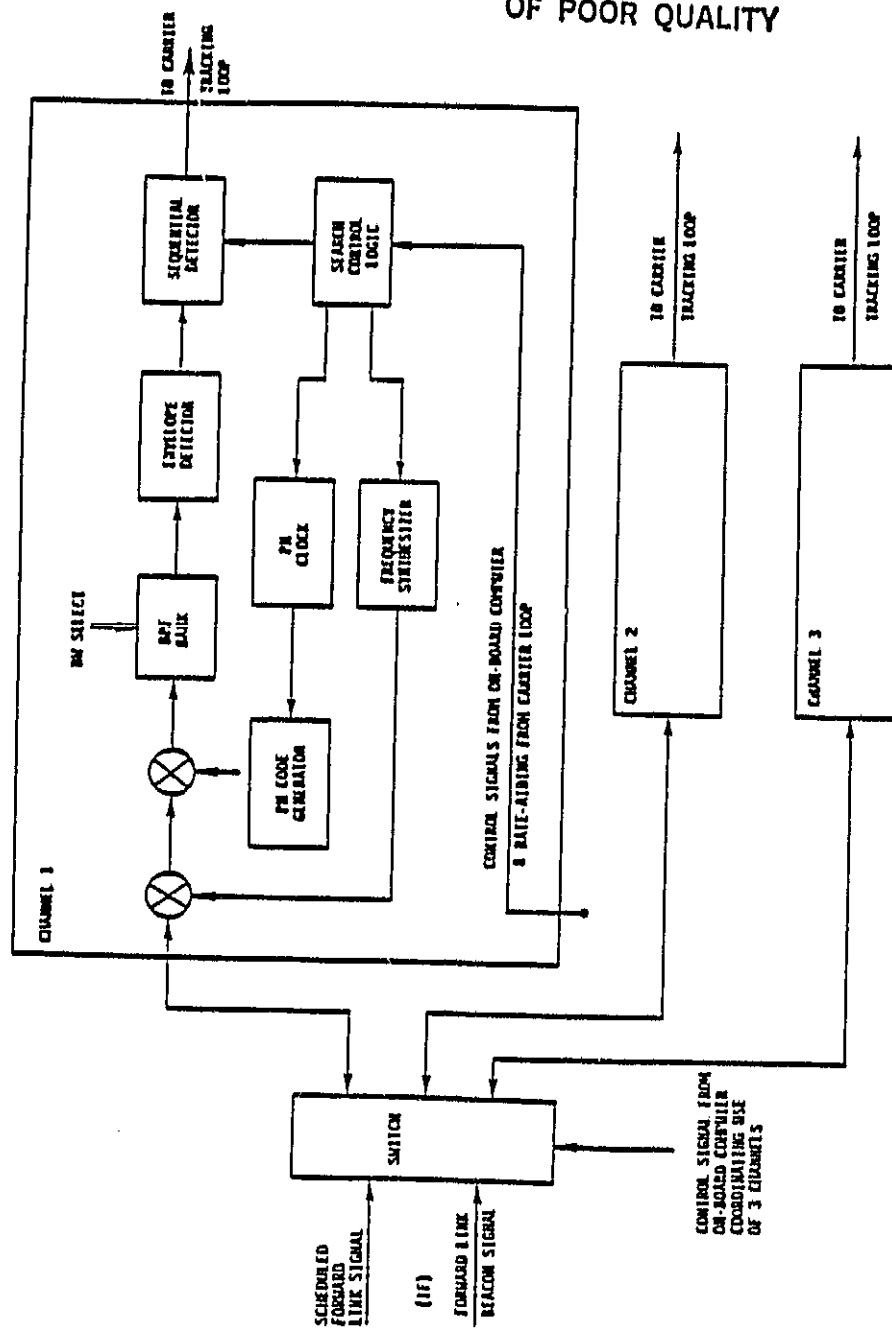 OF POOR QUALITY
CHANNEL 1
BW SELECT
BPF
BANK
ENVELOPE
DETECTOR
SEQUENTIAL
DETECTOR
TO CARRIER
TRACKING
LOOP
PN CODE
GENERATOR
PN
CLOCK
FREQUENCY
SYNTHESIZER
SEARCH
CONTROL
LOGIC
CONTROL SIGNALS FROM ON-BOARD COMPUTER
& RATE-AIDING FROM CARRIER LOOP
SCHEDULED
FORWARD
LINK SIGNAL
(IF)
FORWARD LINK
BEACON SIGNAL
SWITCH
CONTROL SIGNAL FROM
ON-BOARD COMPUTER
COORDINATING USE
OF 3 CHANNELS
CHANNEL 2
TO CARRIER
TRACKING LOOP
CHANNEL 3
TO CARRIER
TRACKING LOOP